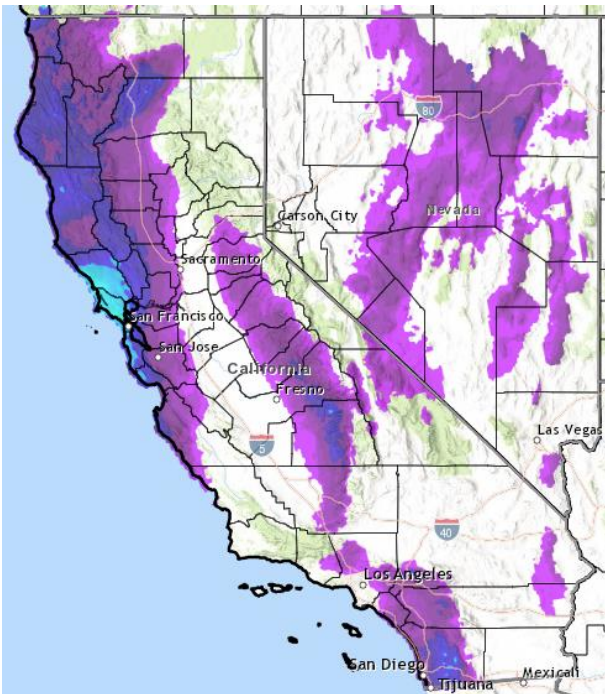 80
Carson City
Nevada
Sacramento
San Francisco
San Jose
California
Fresno
Las Vegas
5
40
Los Angeles
San Diego
Tijuana
Mexicali